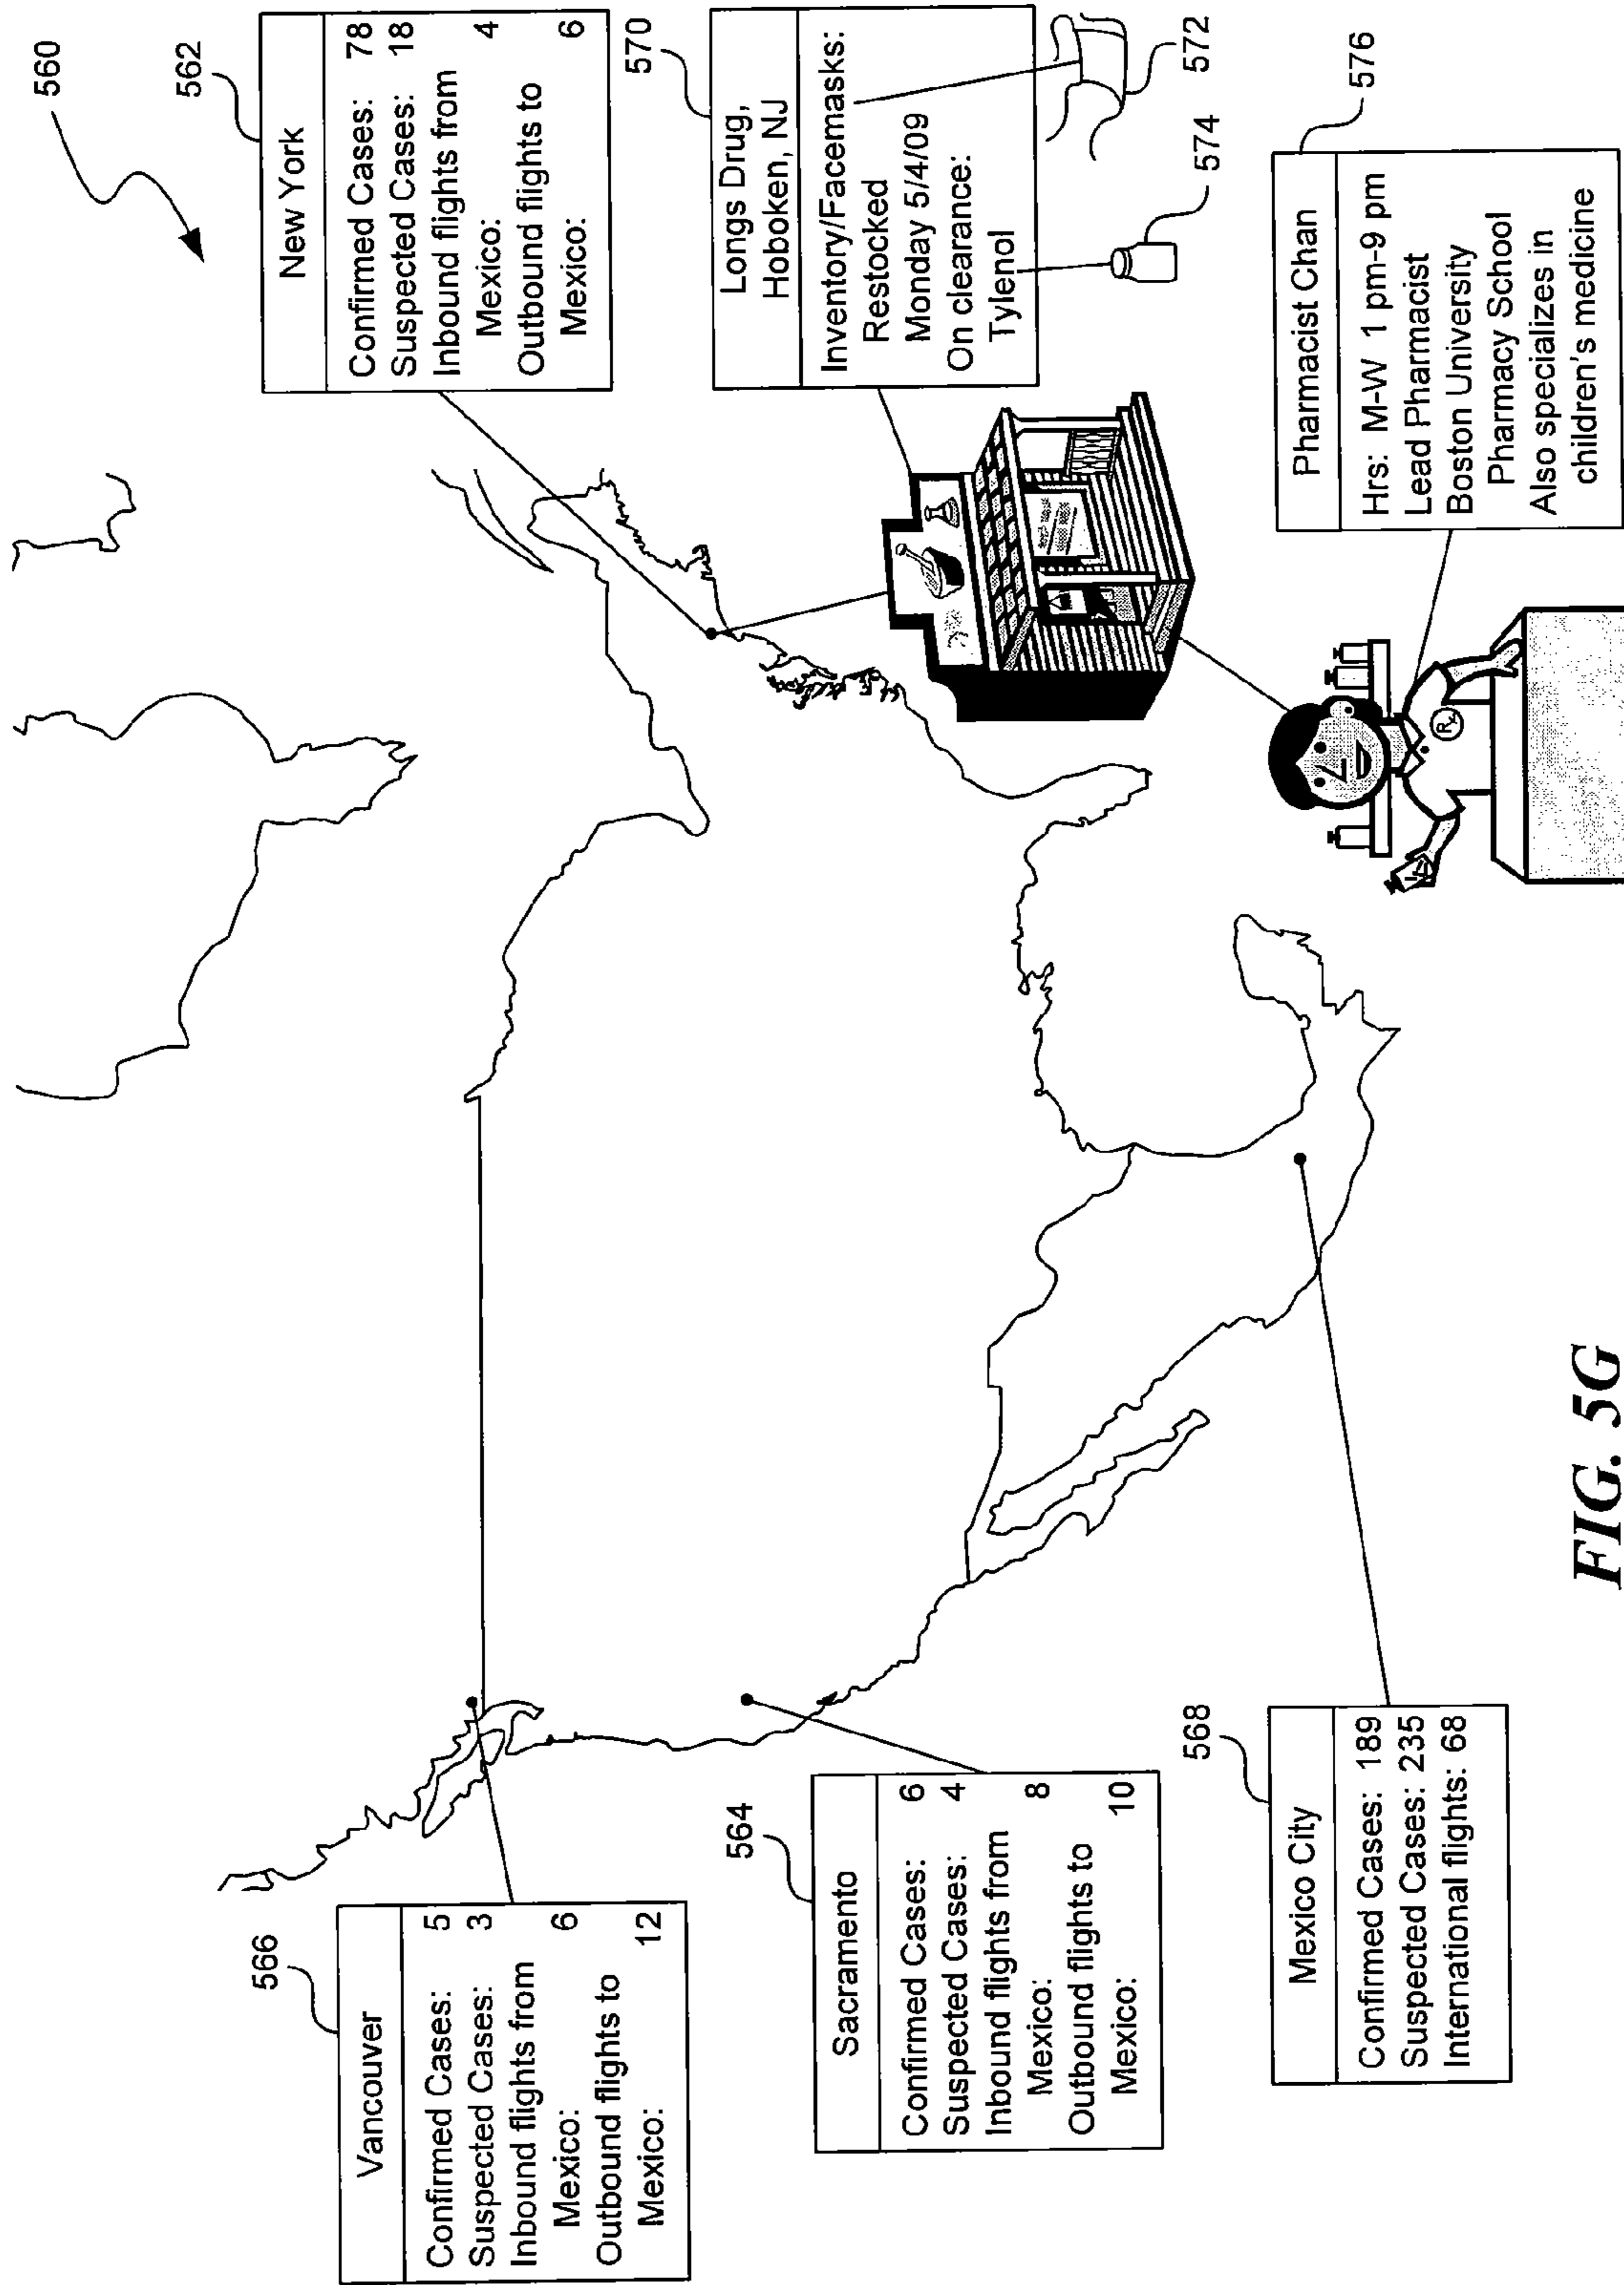 560
566
Vancouver
Confirmed Cases: 5
Suspected Cases: 3
Inbound flights from
Mexico: 6
Outbound flights to
Mexico: 12
562
New York
Confirmed Cases: 78
Suspected Cases: 18
Inbound flights from
Mexico: 4
Outbound flights to
Mexico: 6
564
Sacramento
Confirmed Cases: 6
Suspected Cases: 4
Inbound flights from
Mexico: 8
Outbound flights to
Mexico: 10
570
Longs Drug,
Hoboken, NJ
Inventory/Facemasks:
Restocked
Monday 5/4/09
On clearance:
Tylenol
572
574
568
Mexico City
Confirmed Cases: 189
Suspected Cases: 235
International flights: 68
Rx
576
Pharmacist Chan
Hrs: M-W 1 pm-9 pm
Lead Pharmacist
Boston University
Pharmacy School
Also specializes in
children's medicine
FIG. 5G